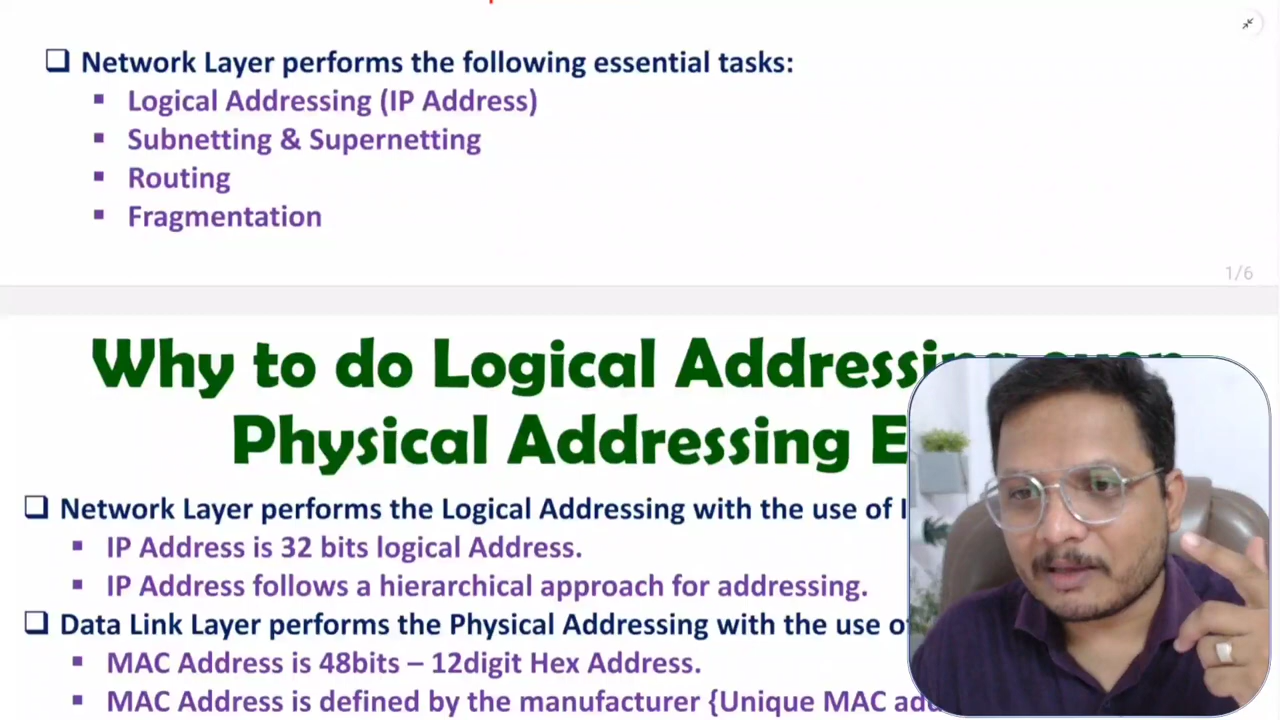 Network Layer performs the following essential tasks:
Logical Addressing (IP Address)
Subnetting & Supernetting
Routing
Fragmentation
1/6
Why to do Logical Addressing even
Physical Addressing E
Network Layer performs the Logical Addressing with the use of I
IP Address is 32 bits logical Address.
IP Address follows a hierarchical approach for addressing.
Data Link Layer performs the Physical Addressing with the use of
MAC Address is 48bits – 12digit Hex Address.
MAC Address is defined by the manufacturer {Unique MAC add